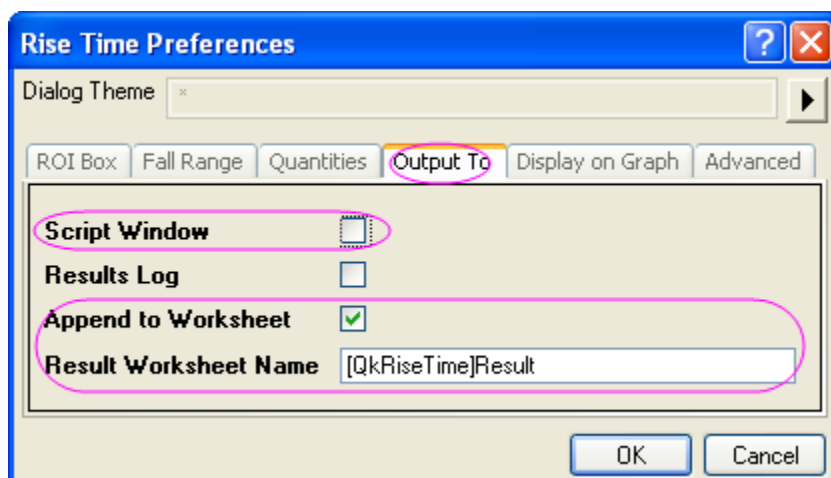 Rise Time Preferences
Dialog Theme *
ROI Box Fall Range Quantities Output To Display on Graph Advanced
Script Window
Results Log
Append to Worksheet
Result Worksheet Name [QkRiseTime]Result
OK Cancel